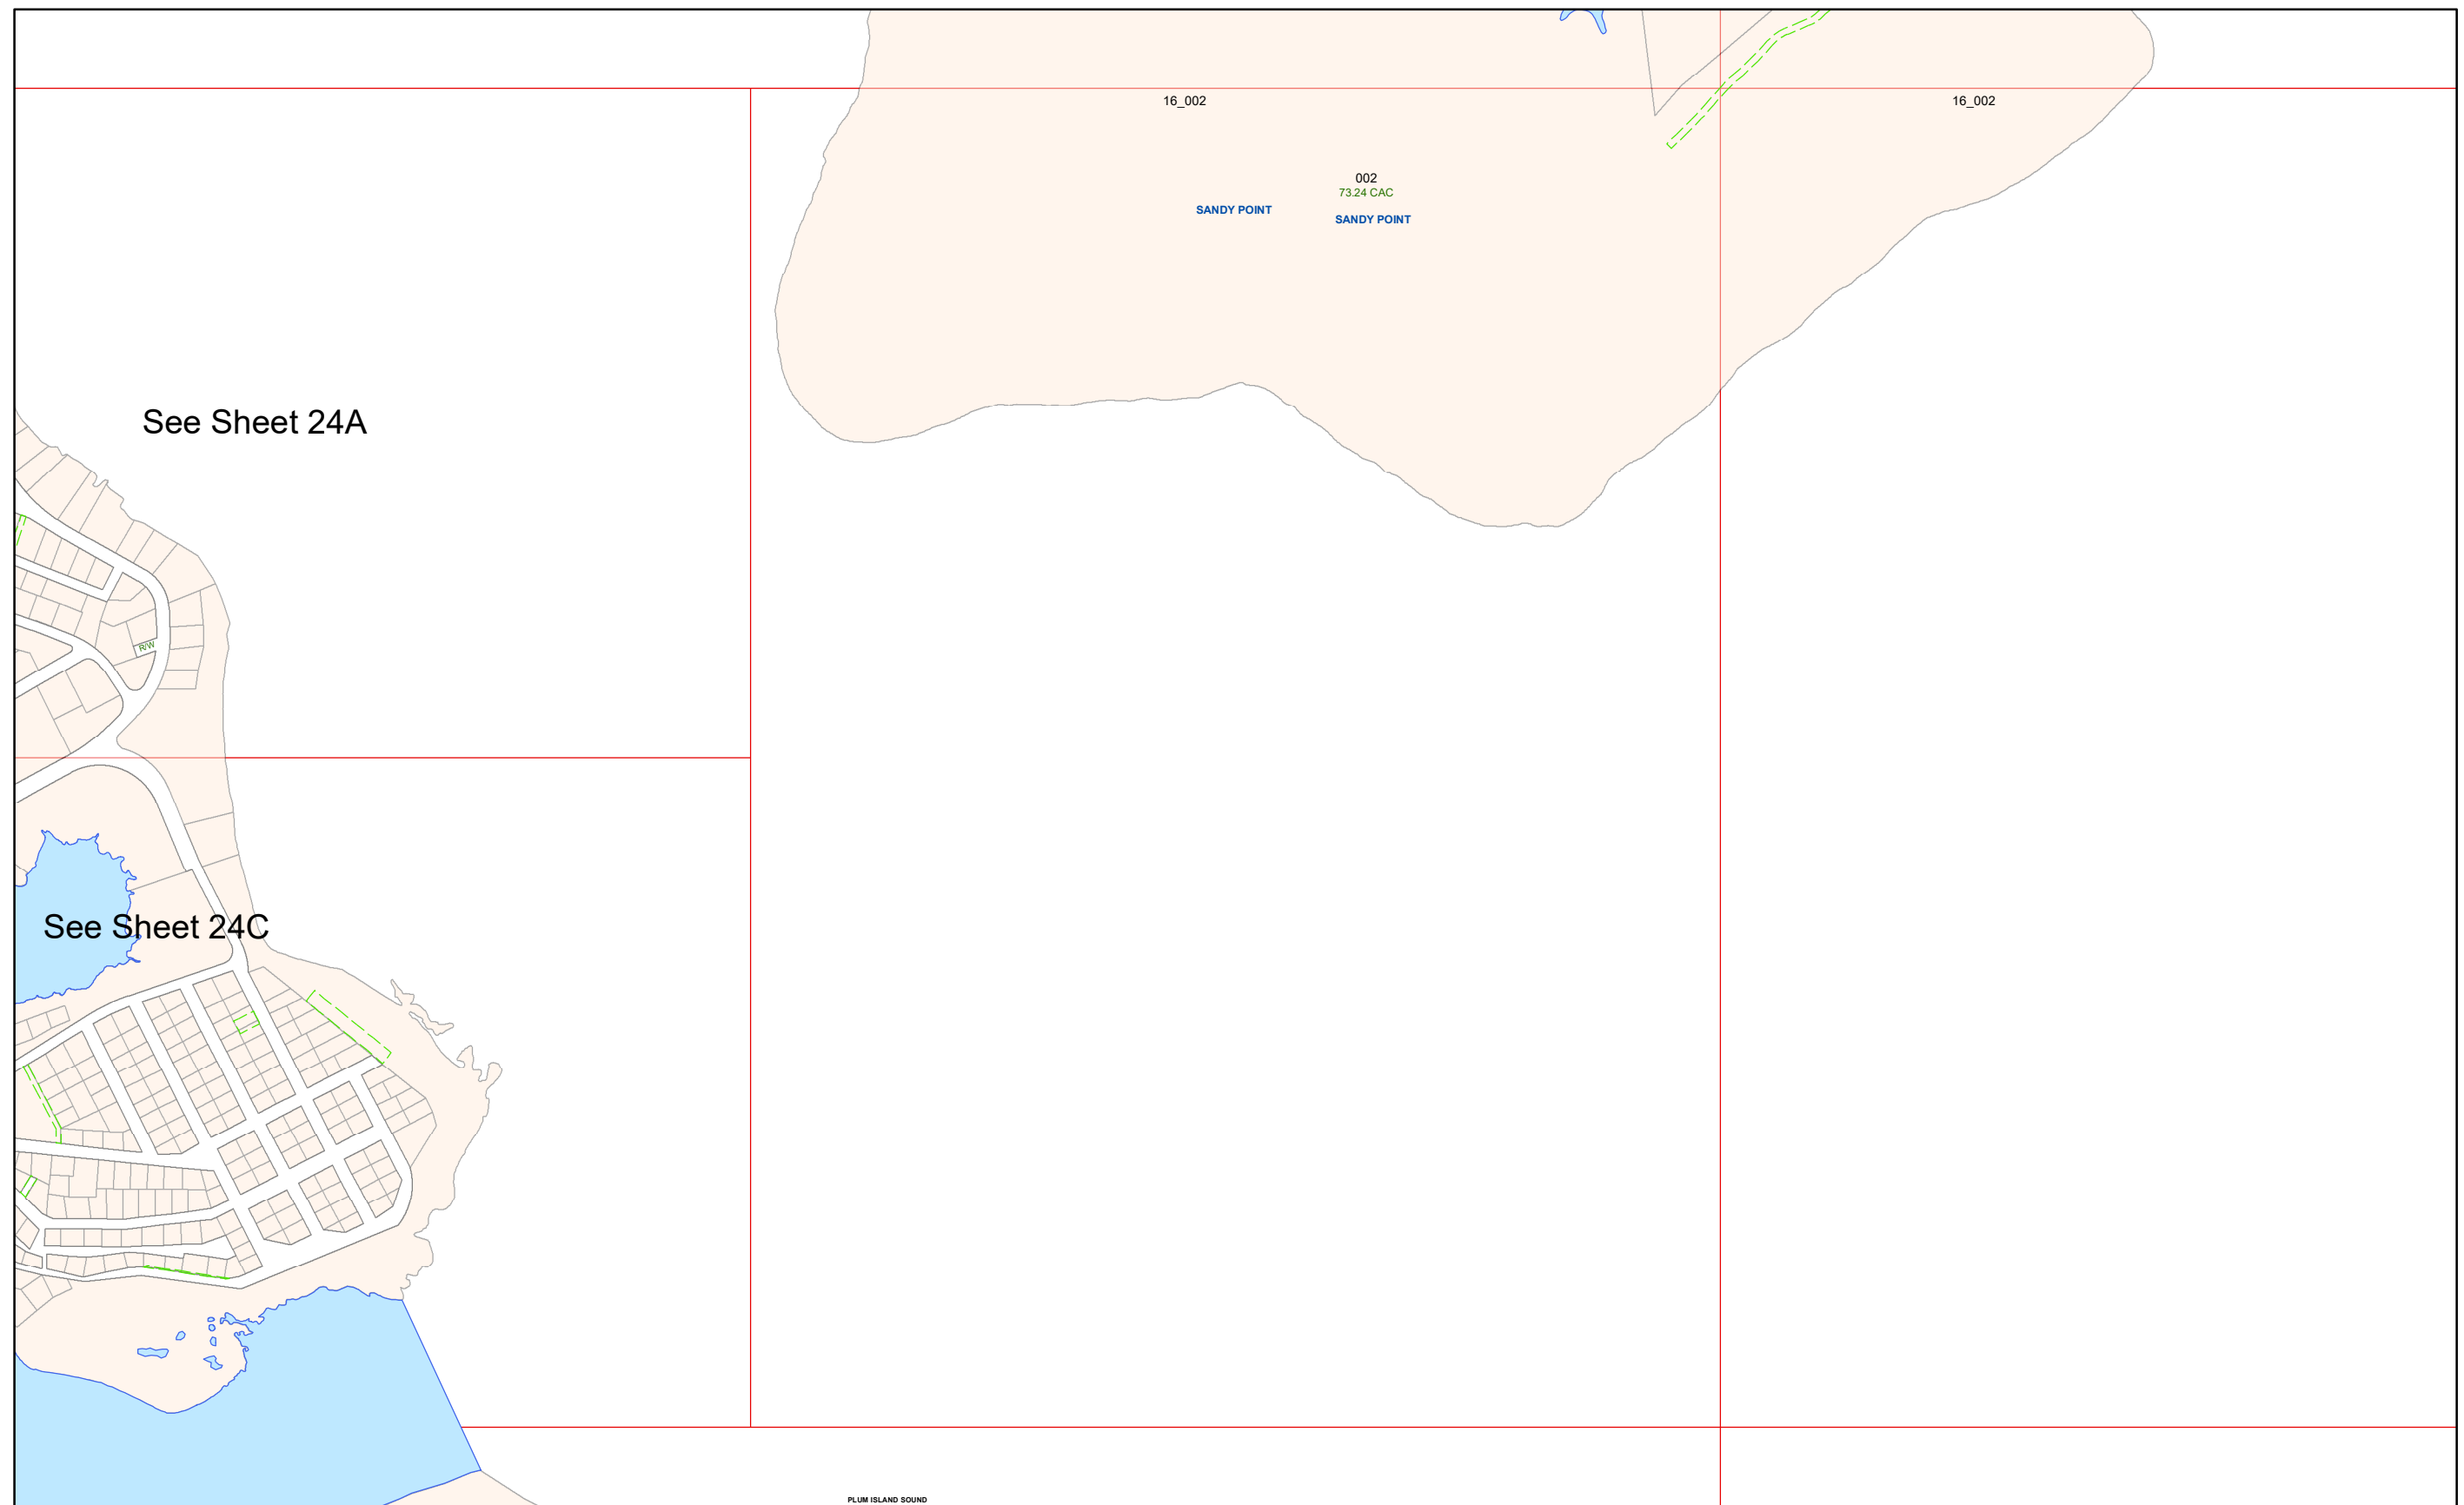 16_002
16_002
002
73.24 CAC
SANDY POINT
SANDY POINT
See Sheet 24A
R/W
See Sheet 24C
PLUM ISLAND SOUND